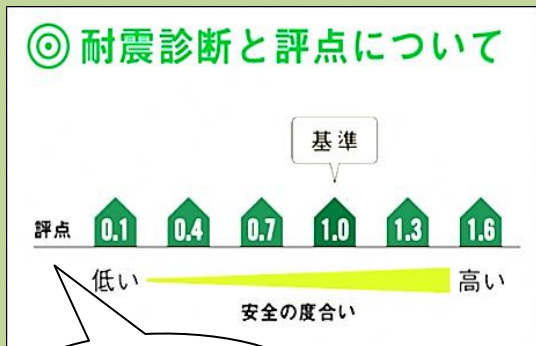 ◎耐震診断と評点について
基準
評点 0.1 0.4 0.7 1.0 1.3 1.6
低い 高い
安全の度合い